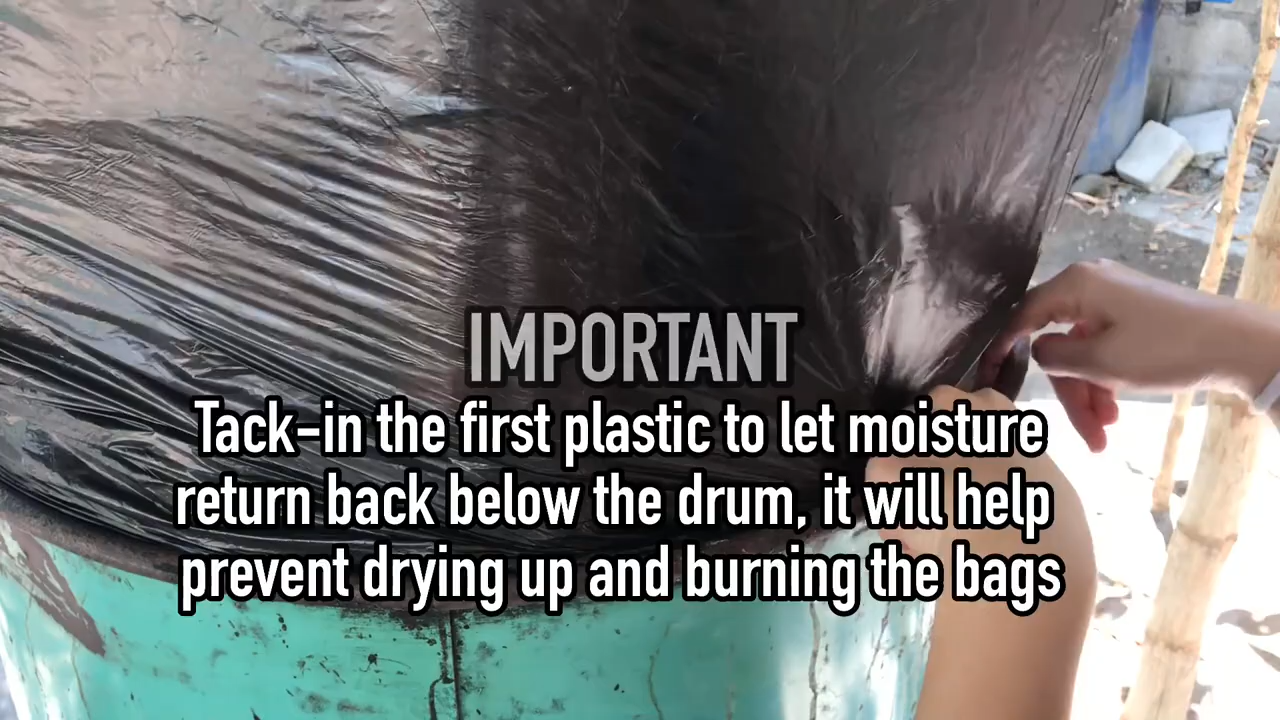 IMPORTANT
Tack-in the first plastic to let moisture
return back below the drum, it will help
prevent drying up and burning the bags